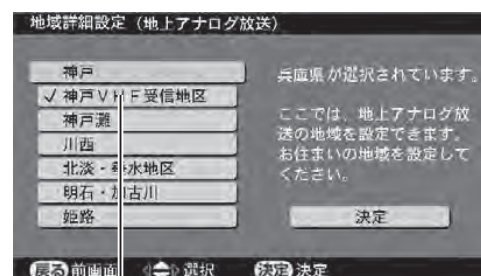 地域詳細設定（地上アナログ放送）
神戸
✓神戸VHF受信地区
神戸灘
川西
北淡・垂水地区
明石・加古川
姫路
兵庫県が選択されています。
ここでは、地上アナログ放
送の地域を設定できます。
お住まいの地域を設定して
ください。
決定
戻る 前画面 選択 決定 決定